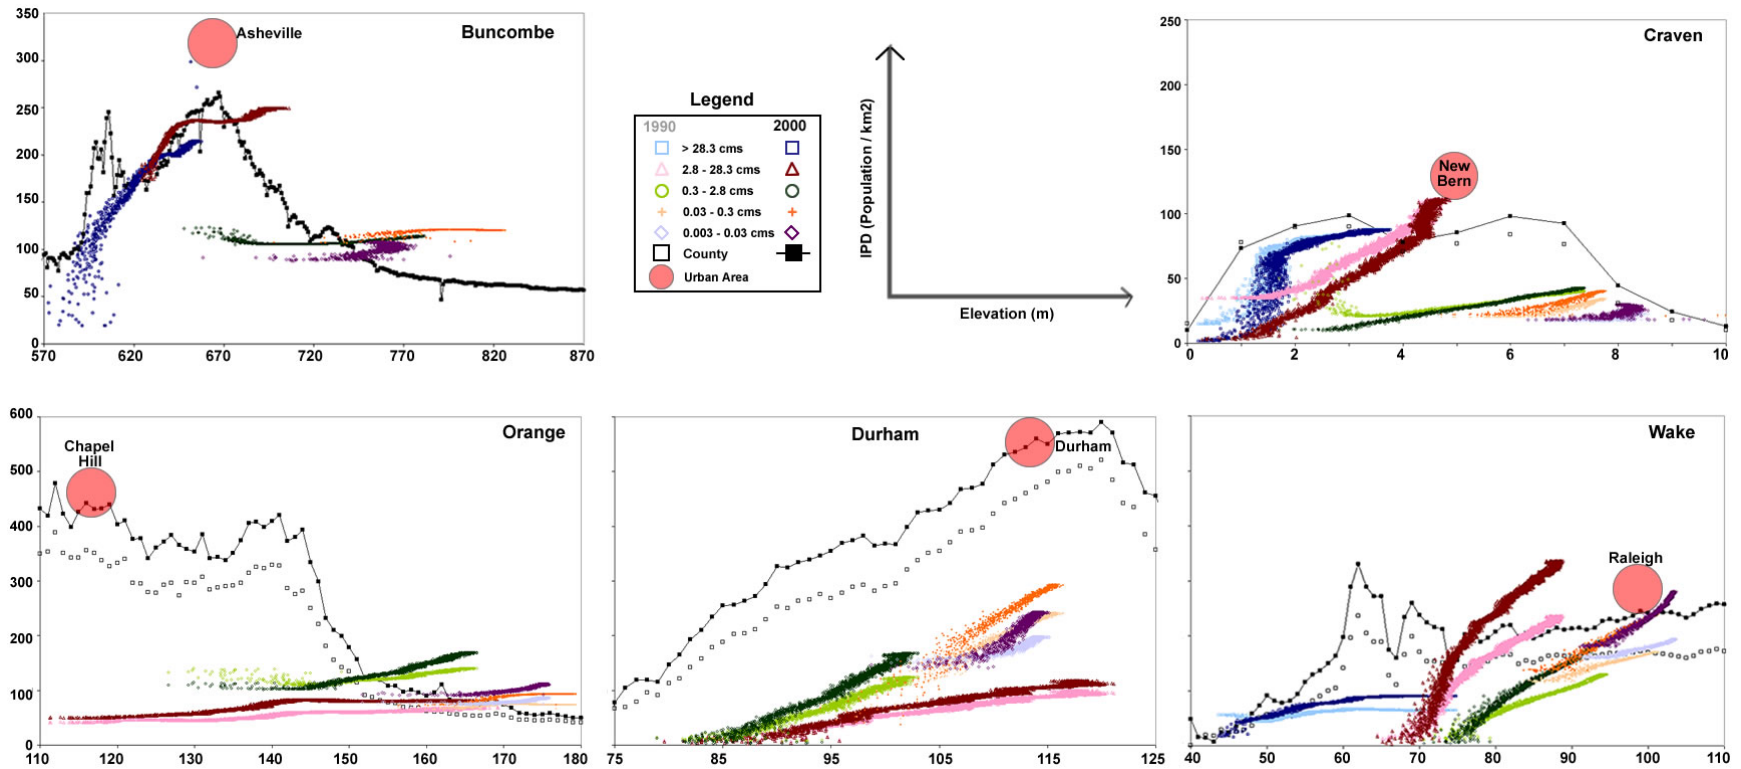 Buncombe
Asheville
350
300
250
200
150
100
50
0
570
620
670
720
770
820
870
Legend
1990
2000
> 28.3 cms
2.8 - 28.3 cms
0.3 - 2.8 cms
0.03 - 0.3 cms
0.003 - 0.03 cms
County
Urban Area
IPD (Population / km2)
Elevation (m)
Craven
New
Bern
250
200
150
100
50
0
0
2
4
6
8
10
Orange
Chapel
Hill
600
500
400
300
200
100
0
110
120
130
140
150
160
170
180
Durham
Durham
75
85
95
105
115
125
Wake
Raleigh
40
50
60
70
80
90
100
110